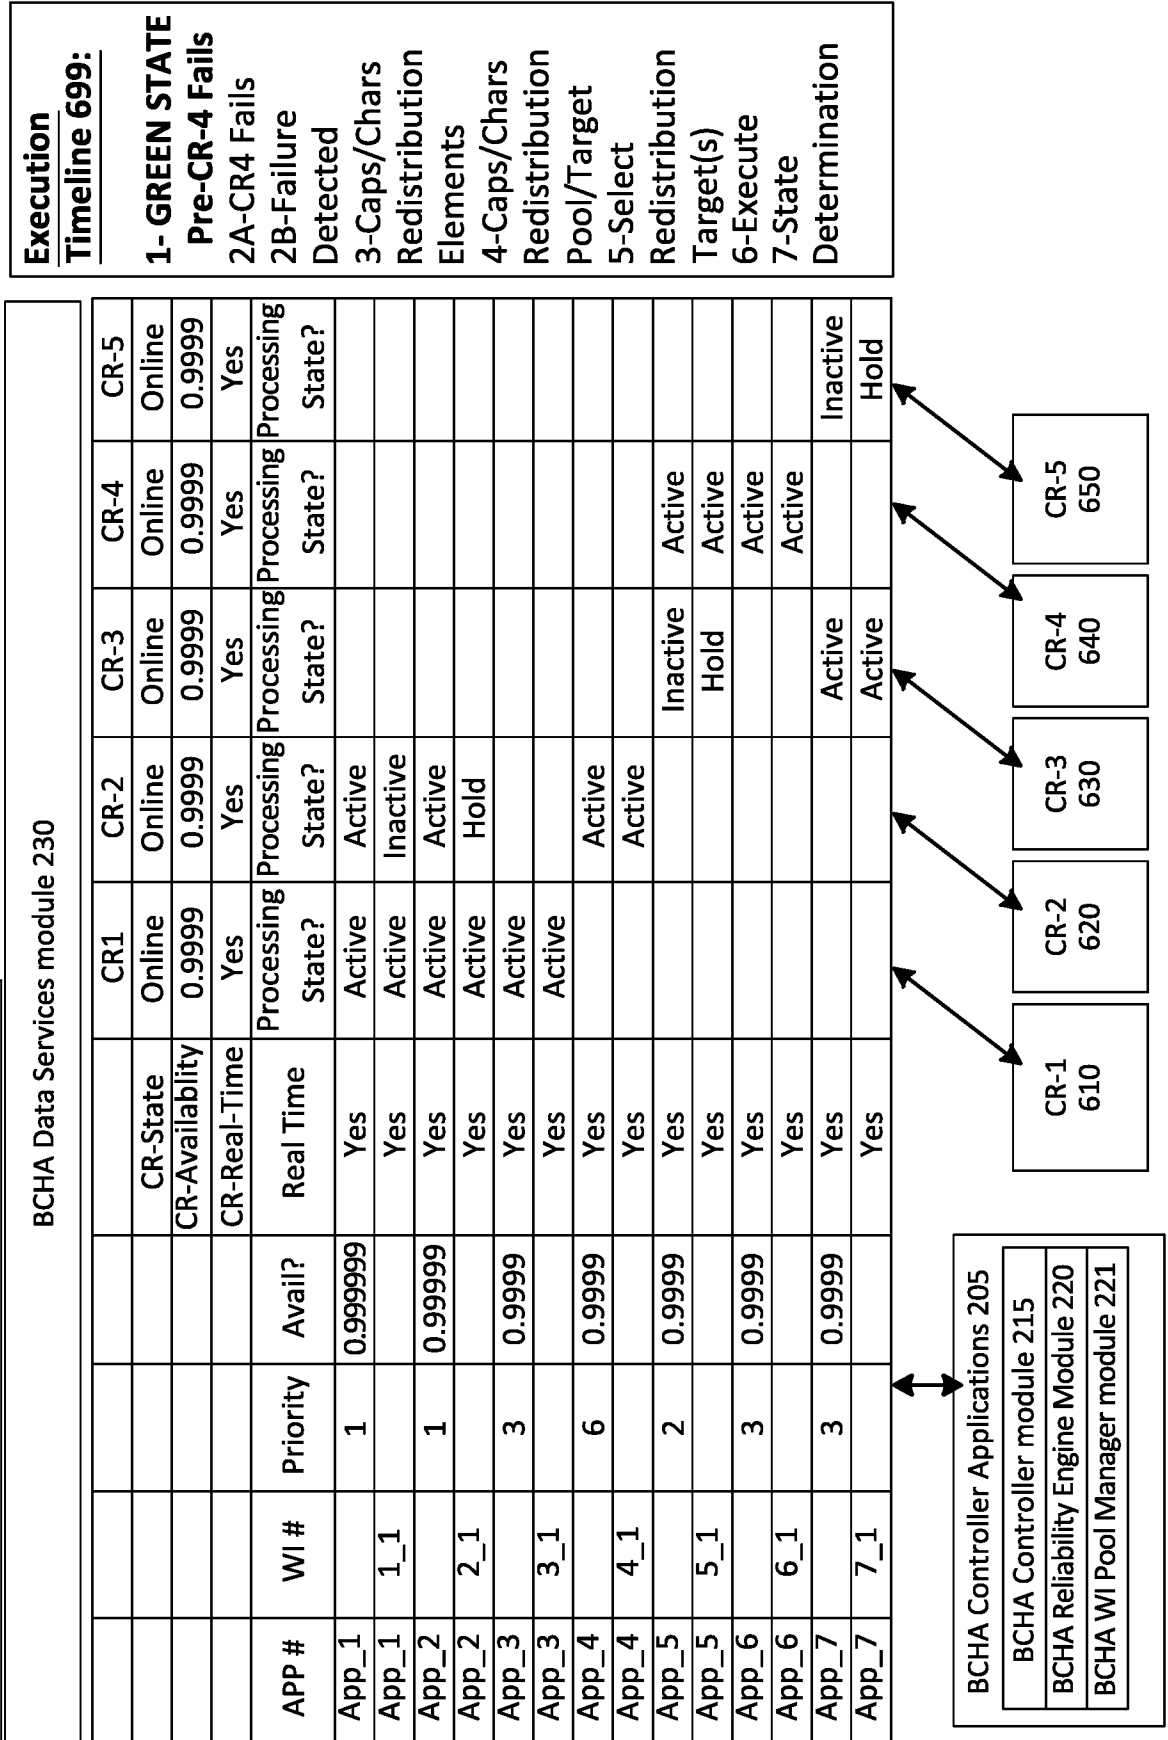 BCHA Data Services module 230
CR1 CR-2 CR-3 CR-4 CR-5
CR-State Online Online Online Online Online
CR-Availablity 0.9999 0.9999 0.9999 0.9999 0.9999
CR-Real-Time Yes Yes Yes Yes Yes
APP # WI # Priority Avail? Real Time Processing State? Processing State? Processing State? Processing State? Processing State?
App_1 1 0.999999 Yes Active Active
App_1 1_1 Yes Active Inactive
App_2 1 0.99999 Yes Active Active
App_2 2_1 Yes Active Hold
App_3 3 0.9999 Yes Active
App_3 3_1 Yes Active
App_4 6 0.9999 Yes Active
App_4 4_1 Yes Active
App_5 2 0.9999 Yes Inactive Active
App_5 5_1 Yes Hold Active
App_6 3 0.9999 Yes Active
App_6 6_1 Yes Active
App_7 3 0.9999 Yes Active Inactive
App_7 7_1 Yes Active Hold
Execution
Timeline 699:
1- GREEN STATE
Pre-CR-4 Fails
2A-CR4 Fails
2B-Failure
Detected
3-Caps/Chars
Redistribution
Elements
4-Caps/Chars
Redistribution
Pool/Target
5-Select
Redistribution
Target(s)
6-Execute
7-State
Determination
BCHA Controller Applications 205
BCHA Controller module 215
BCHA Reliability Engine Module 220
BCHA WI Pool Manager module 221
CR-1
610
CR-2
620
CR-3
630
CR-4
640
CR-5
650